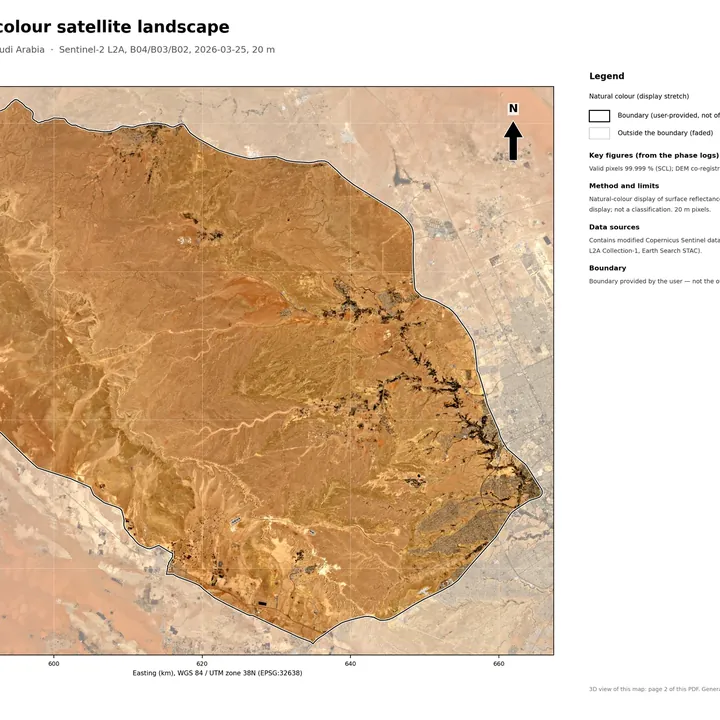 colour satellite landscape
udi Arabia · Sentinel-2 L2A, B04/B03/B02, 2026-03-25, 20 m
Legend
Natural colour (display stretch)
Boundary (user-provided, not of
Outside the boundary (faded)
Key figures (from the phase logs)
Valid pixels 99.999 % (SCL); DEM co-registr
Method and limits
Natural-colour display of surface reflectanc
display; not a classification. 20 m pixels.
Data sources
Contains modified Copernicus Sentinel data
L2A Collection-1, Earth Search STAC).
Boundary
Boundary provided by the user — not the o
N
600 620 640 660
Easting (km), WGS 84 / UTM zone 38N (EPSG:32638)
3D view of this map: page 2 of this PDF. Genera